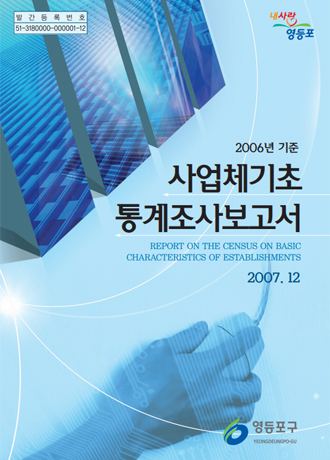 발간등록번호
51-3180000-000001-12
내사랑
영등포
2006년 기준
사업체기초
통계조사보고서
REPORT ON THE CENSUS ON BASIC
CHARACTERISTICS OF ESTABLISHMENTS
2007. 12
영등포구
YEONGDEUNGPO-GU